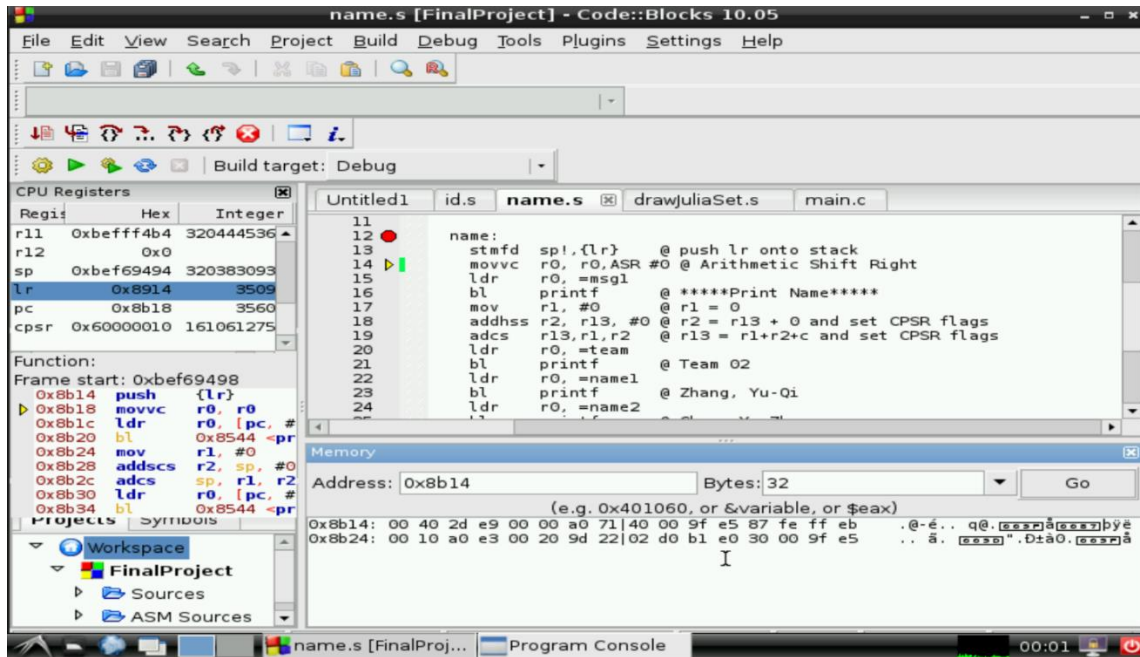 name.s [FinalProject] - Code::Blocks 10.05
File Edit View Search Project Build Debug Tools Plugins Settings Help
Build target: Debug
CPU Registers
Regis Hex Integer
r11 0xbefff4b4 320444536
r12 0x0
sp 0xbef69494 320383093
lr 0x8914 3509
pc 0x8b18 3560
cpsr 0x60000010 161061275
Function:
Frame start: 0xbef69498
0x8b14 push {lr}
0x8b18 movvc r0, r0
0x8b1c ldr r0, [pc, #
0x8b20 bl 0x8544 <pr
0x8b24 mov r1, #0
0x8b28 addscs r2, sp, #0
0x8b2c adcs sp, r1, r2
0x8b30 ldr r0, [pc, #
0x8b34 bl 0x8544 <pr
Projects Symbols
Workspace
FinalProject
Sources
ASM Sources
Untitled1 id.s name.s drawJuliaSet.s main.c
11
12 name:
13 stmfd sp!,{lr} @ push lr onto stack
14 movvc r0, r0,ASR #0 @ Arithmetic Shift Right
15 ldr r0, =msg1
16 bl printf @ *****Print Name*****
17 mov r1, #0 @ r1 = 0
18 addhss r2, r13, #0 @ r2 = r13 + 0 and set CPSR flags
19 adcs r13,r1,r2 @ r13 = r1+r2+c and set CPSR flags
20 ldr r0, =team
21 bl printf @ Team 02
22 ldr r0, =name1
23 bl printf @ Zhang, Yu-Qi
24 ldr r0, =name2
Memory
Address: 0x8b14 Bytes: 32 Go
(e.g. 0x401060, or &variable, or $eax)
0x8b14: 00 40 2d e9 00 00 a0 71|40 00 9f e5 87 fe ff eb .@-é.. q@.å þÿë
0x8b24: 00 10 a0 e3 00 20 9d 22|02 d0 b1 e0 30 00 9f e5 .. ã. ".Ð±à0.å
name.s [FinalProj... Program Console 00:01